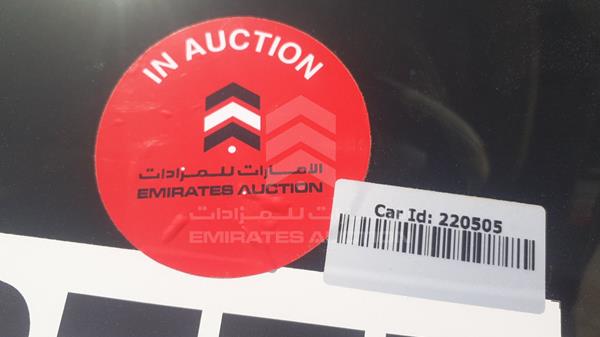 IN AUCTION
الإمارات للمزادات
EMIRATES AUCTION
Car Id: 220505
الإمارات للمزادات
EMIRATES AUCTION